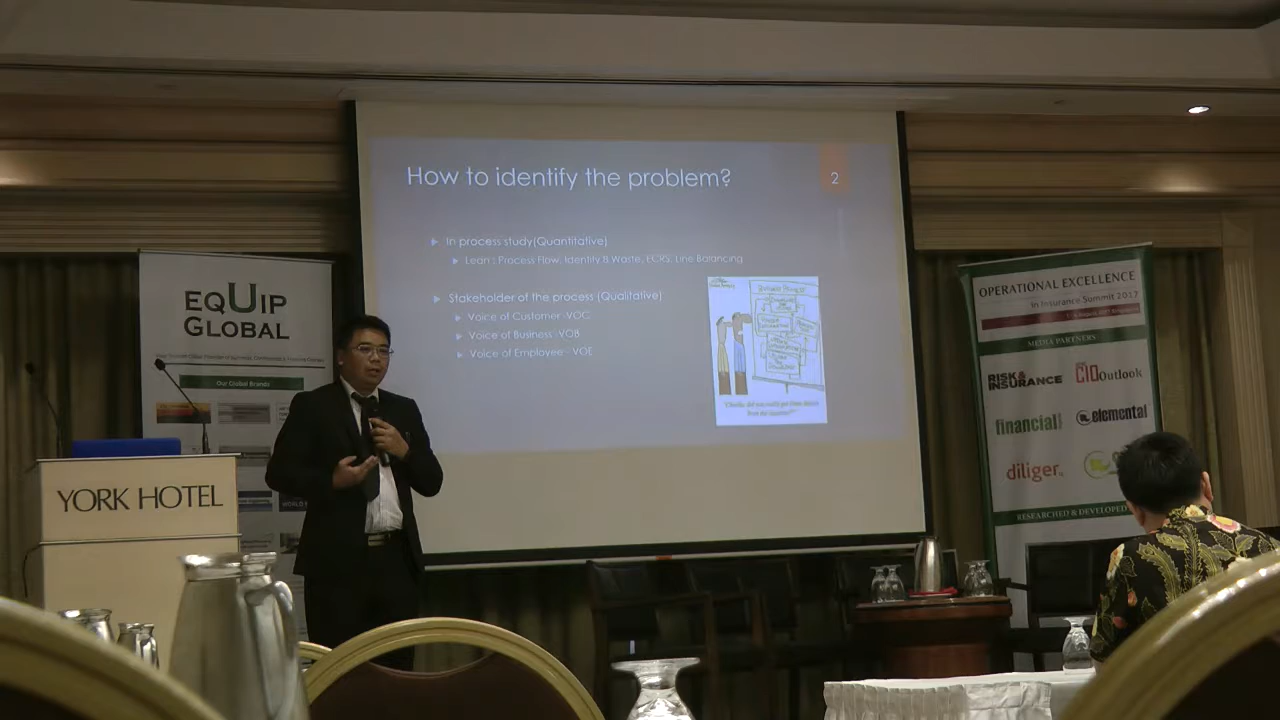 How to identify the problem?
2
In process study(Quantitative)
Lean : Process Flow, Identity 8 Waste, ECRS, Line Balancing
Stakeholder of the process (Qualitative)
Voice of Customer -VOC
Voice of Business -VOB
Voice of Employee - VOE
EQUIP
GLOBAL
Our Global Brands
YORK HOTEL
OPERATIONAL EXCELLENCE
In Insurance Summit 2017
MEDIA PARTNERS
RISK&
INSURANCE
CIOOutlook
financial
elemental
diliger
RESEARCHED & DEVELOPED